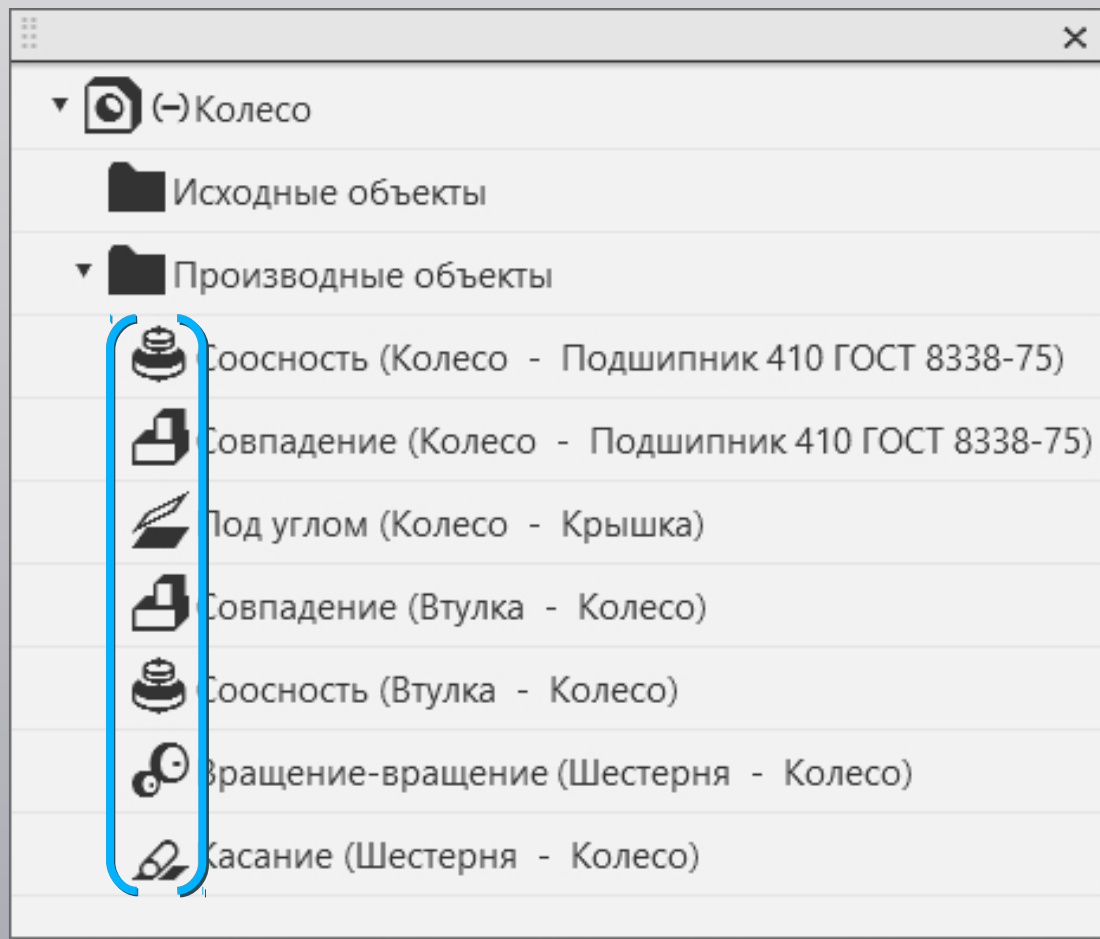 (-) Колесо
Исходные объекты
Производные объекты
Соосность (Колесо - Подшипник 410 ГОСТ 8338-75)
Совпадение (Колесо - Подшипник 410 ГОСТ 8338-75)
Под углом (Колесо - Крышка)
Совпадение (Втулка - Колесо)
Соосность (Втулка - Колесо)
Вращение-вращение (Шестерня - Колесо)
Касание (Шестерня - Колесо)